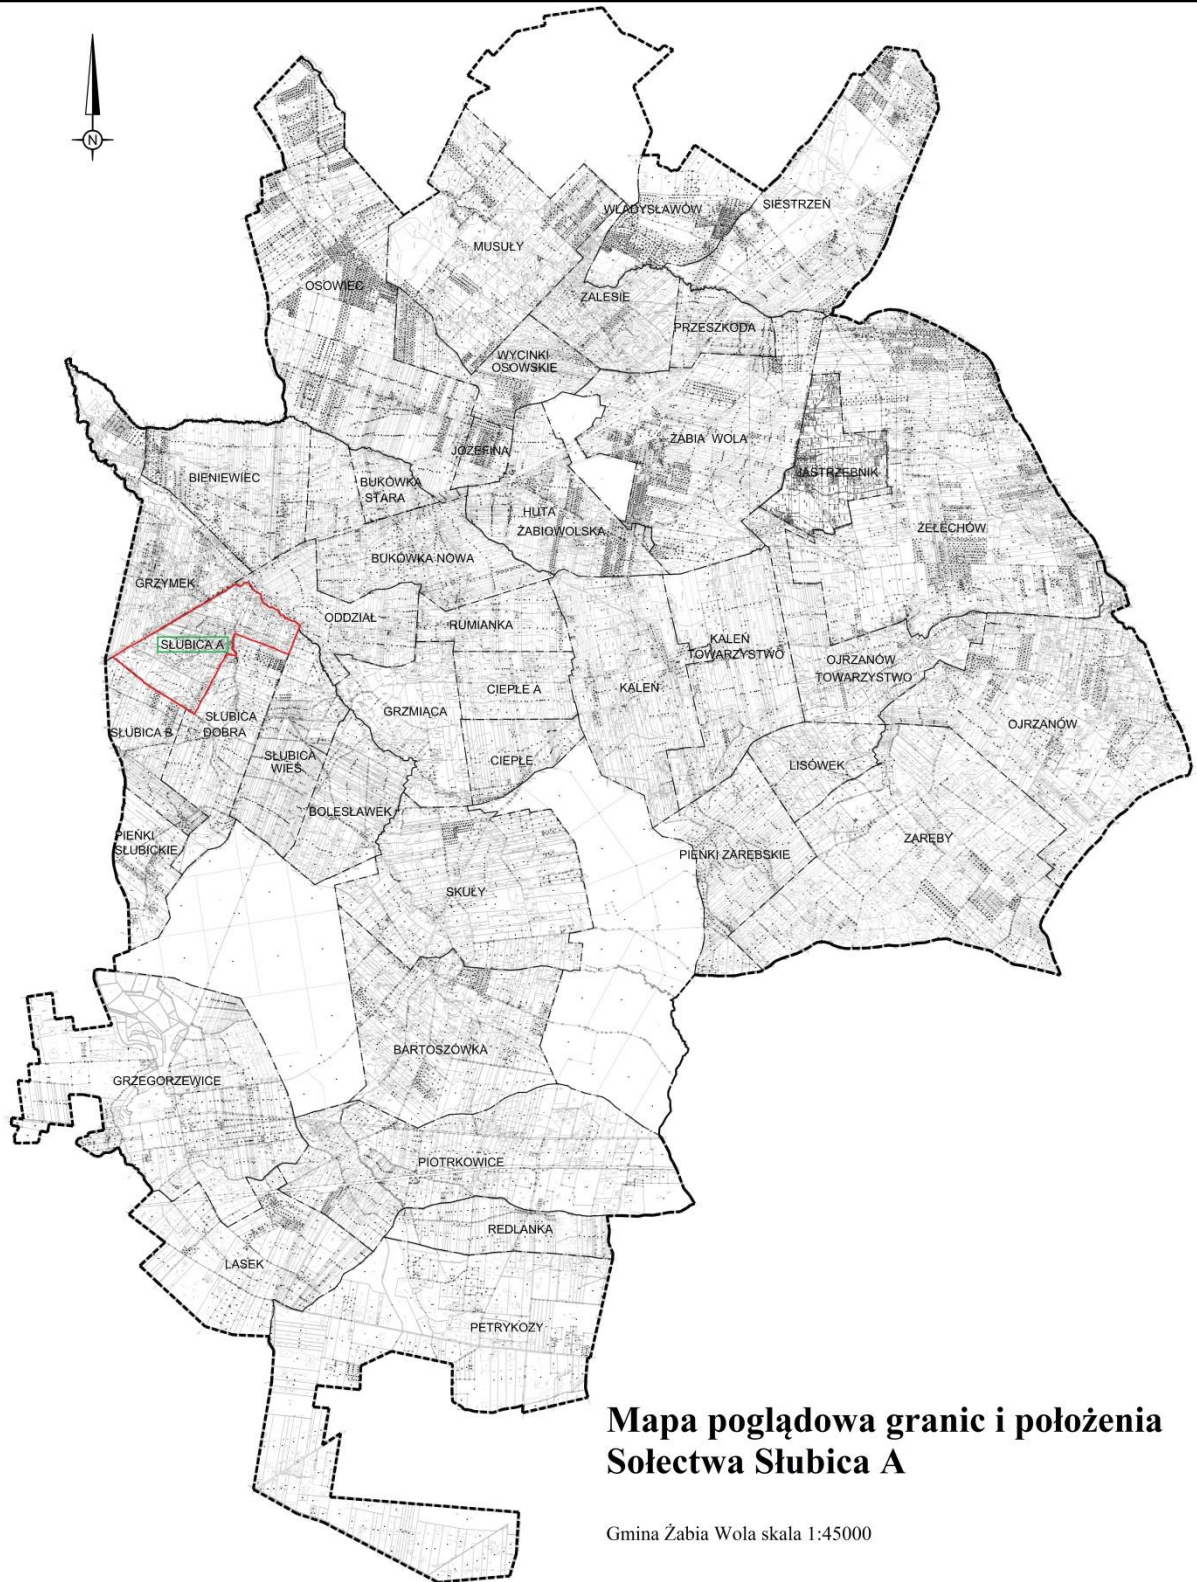 N
WŁADYSŁAWÓW
SIESTRZEŃ
MUSUŁY
OSOWIEC
ZALESIE
PRZESZKODA
WYCINKI
OSOWSKIE
ŻABIA WOLA
JÓZEFINA
JASTRZĘBNIK
BIENIEWIEC
BUKÓWKA
STARA
HUTA
ŻABIOWOLSKA
ŻELECHÓW
BUKÓWKA NOWA
GRZYMEK
ODDZIAŁ
RUMIANKA
SŁUBICA A
KALEŃ
TOWARZYSTWO
OJRZANÓW
TOWARZYSTWO
CIEPŁE A
KALEŃ
GRZMIĄCA
SŁUBICA B
SŁUBICA
DOBRA
OJRZANÓW
SŁUBICA
WIEŚ
CIEPŁE
LISÓWEK
BOLESŁAWEK
PIEŃKI
SŁUBICKIE
ZARĘBY
PIEŃKI ZARĘBSKIE
SKUŁY
BARTOSZÓWKA
GRZEGORZEWICE
PIOTRKOWICE
REDLANKA
LASEK
PETRYKOZY
Mapa poglądowa granic i położenia
Sołectwa Słubica A
Gmina Żabia Wola skala 1:45000